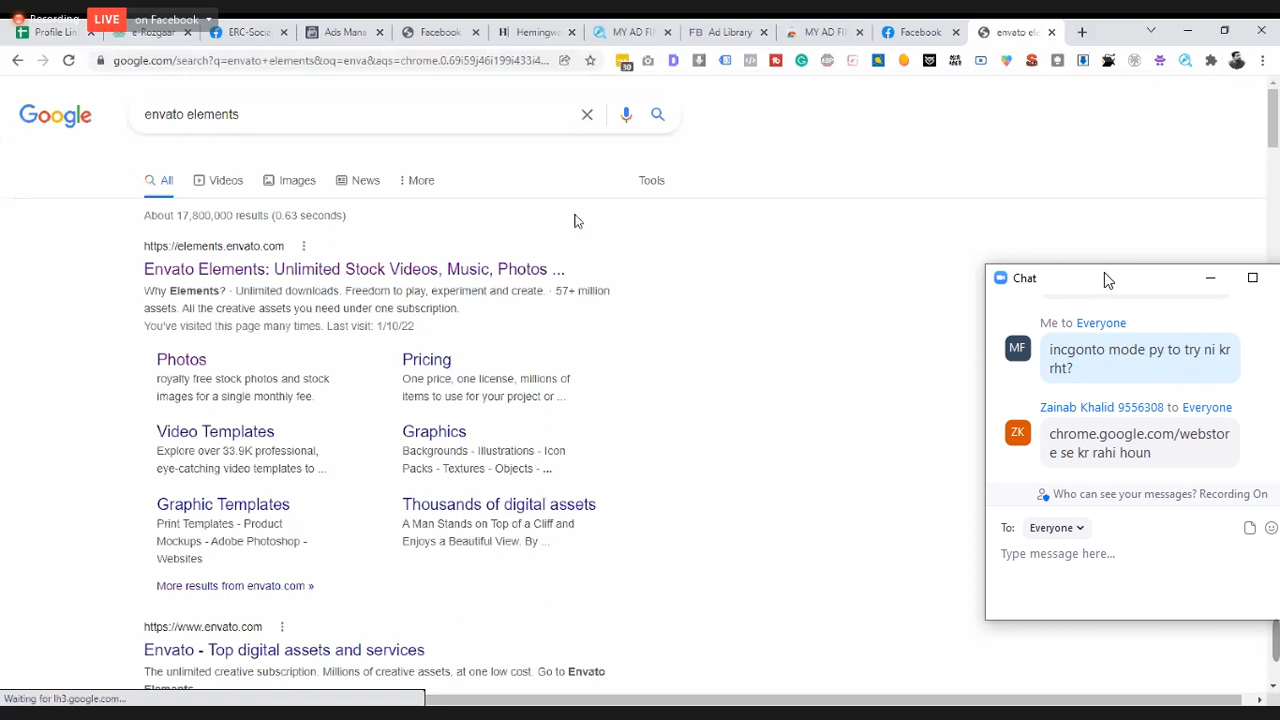 Recording
LIVE
on Facebook
Profile Lin
e-Rozgaar
ERC-Social
Ads Mana
Facebook
Hemingwa
MY AD FI
Ad Library
MY AD FI
Facebook
envato ele
google.com/search?q=envato+elements&oq=enva&aqs=chrome.0.69i59j46i199i433i
30
Google
envato elements
All
Videos
Images
News
More
Tools
About 17,800,000 results (0.63 seconds)
https://elements.envato.com
Envato Elements: Unlimited Stock Videos, Music, Photos ...
Why Elements? · Unlimited downloads. Freedom to play, experiment and create. · 57+ million
assets. All the creative assets you need under one subscription.
You've visited this page many times. Last visit: 1/10/22
Photos
royalty free stock photos and stock
images for a single monthly fee.
Pricing
One price, one license, millions of
items to use for your project or ...
Video Templates
Explore over 33.9K professional,
eye-catching video templates to ...
Graphics
Backgrounds - Illustrations - Icon
Packs - Textures - Objects - ...
Graphic Templates
Print Templates - Product
Mockups - Adobe Photoshop -
Websites
Thousands of digital assets
A Man Stands on Top of a Cliff and
Enjoys a Beautiful View. By ...
More results from envato.com »
https://www.envato.com
Envato - Top digital assets and services
The unlimited creative subscription. Millions of creative assets, at one low cost. Go to Envato
Elements
Waiting for lh3.google.com...
Chat
Me to Everyone
MF
incgonto mode py to try ni kr
rht?
Zainab Khalid 9556308 to Everyone
ZK
chrome.google.com/webstor
e se kr rahi houn
Who can see your messages? Recording On
To: Everyone
Type message here...